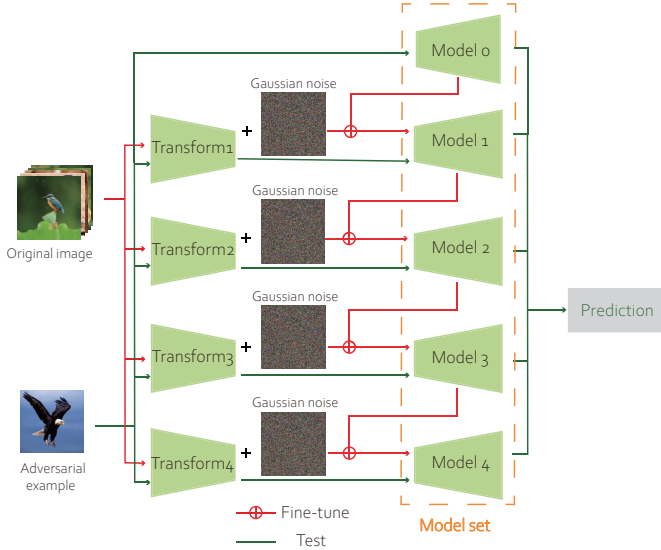 Model 0
Gaussian noise
+
Transform1
Model 1
Gaussian noise
+
Original image
Transform2
Model 2
Gaussian noise
+
Prediction
Transform3
Model 3
Gaussian noise
+
Adversarial
example
Transform4
Model 4
Fine-tune
Model set
Test